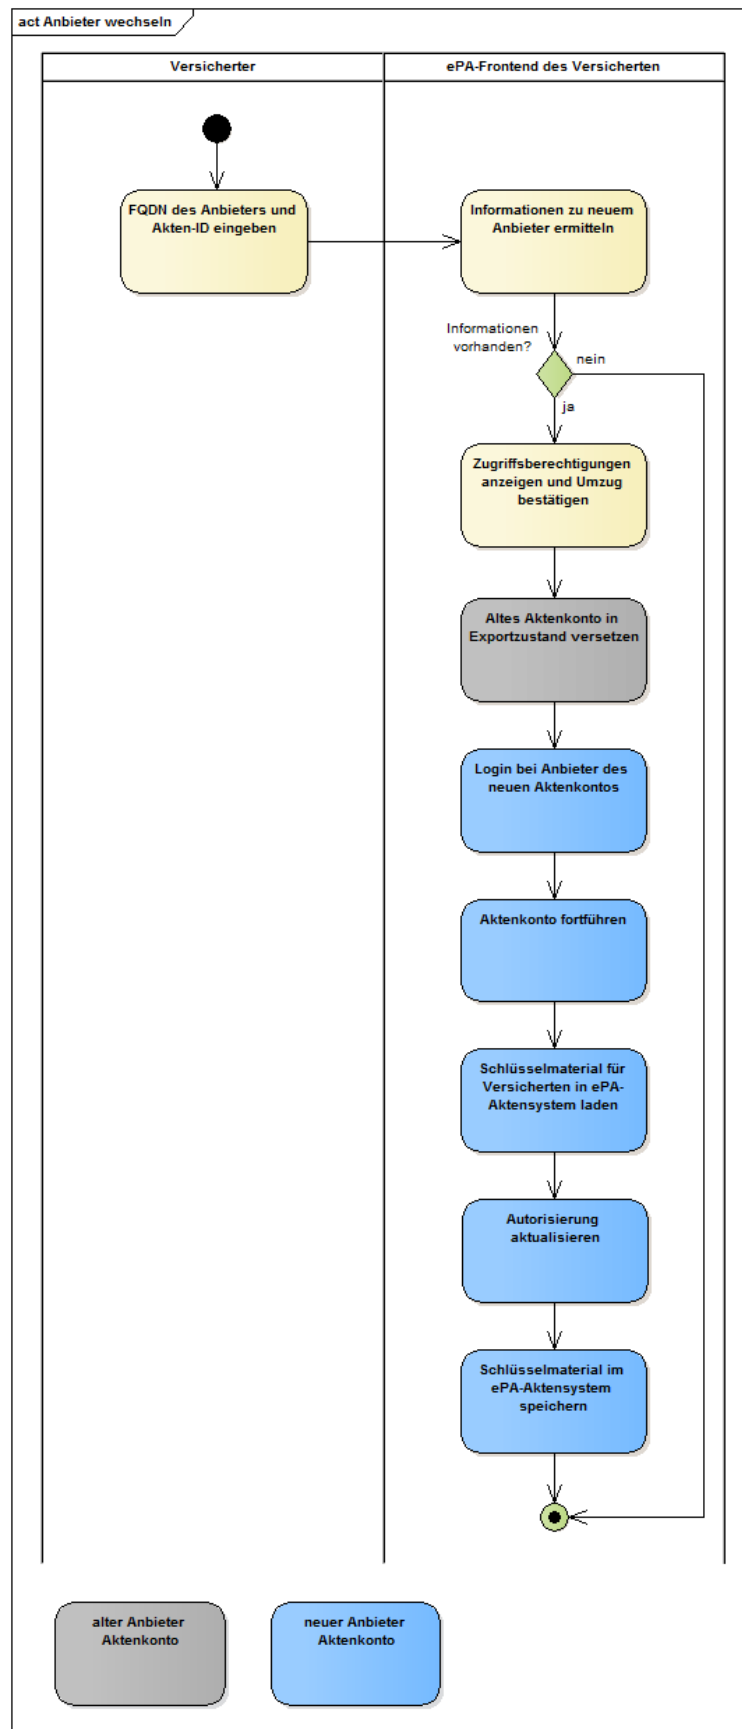 act Anbieter wechseln
Versicherter
ePA-Frontend des Versicherten
FQDN des Anbieters und
Akten-ID eingeben
Informationen zu neuem
Anbieter ermitteln
Informationen
vorhanden?
nein
ja
Zugriffsberechtigungen
anzeigen und Umzug
bestätigen
Altes Aktenkonto in
Exportzustand versetzen
Login bei Anbieter des
neuen Aktenkontos
Aktenkonto fortführen
Schlüsselmaterial für
Versicherten in ePA-
Aktensystem laden
Autorisierung
aktualisieren
Schlüsselmaterial im
ePA-Aktensystem
speichern
alter Anbieter
Aktenkonto
neuer Anbieter
Aktenkonto